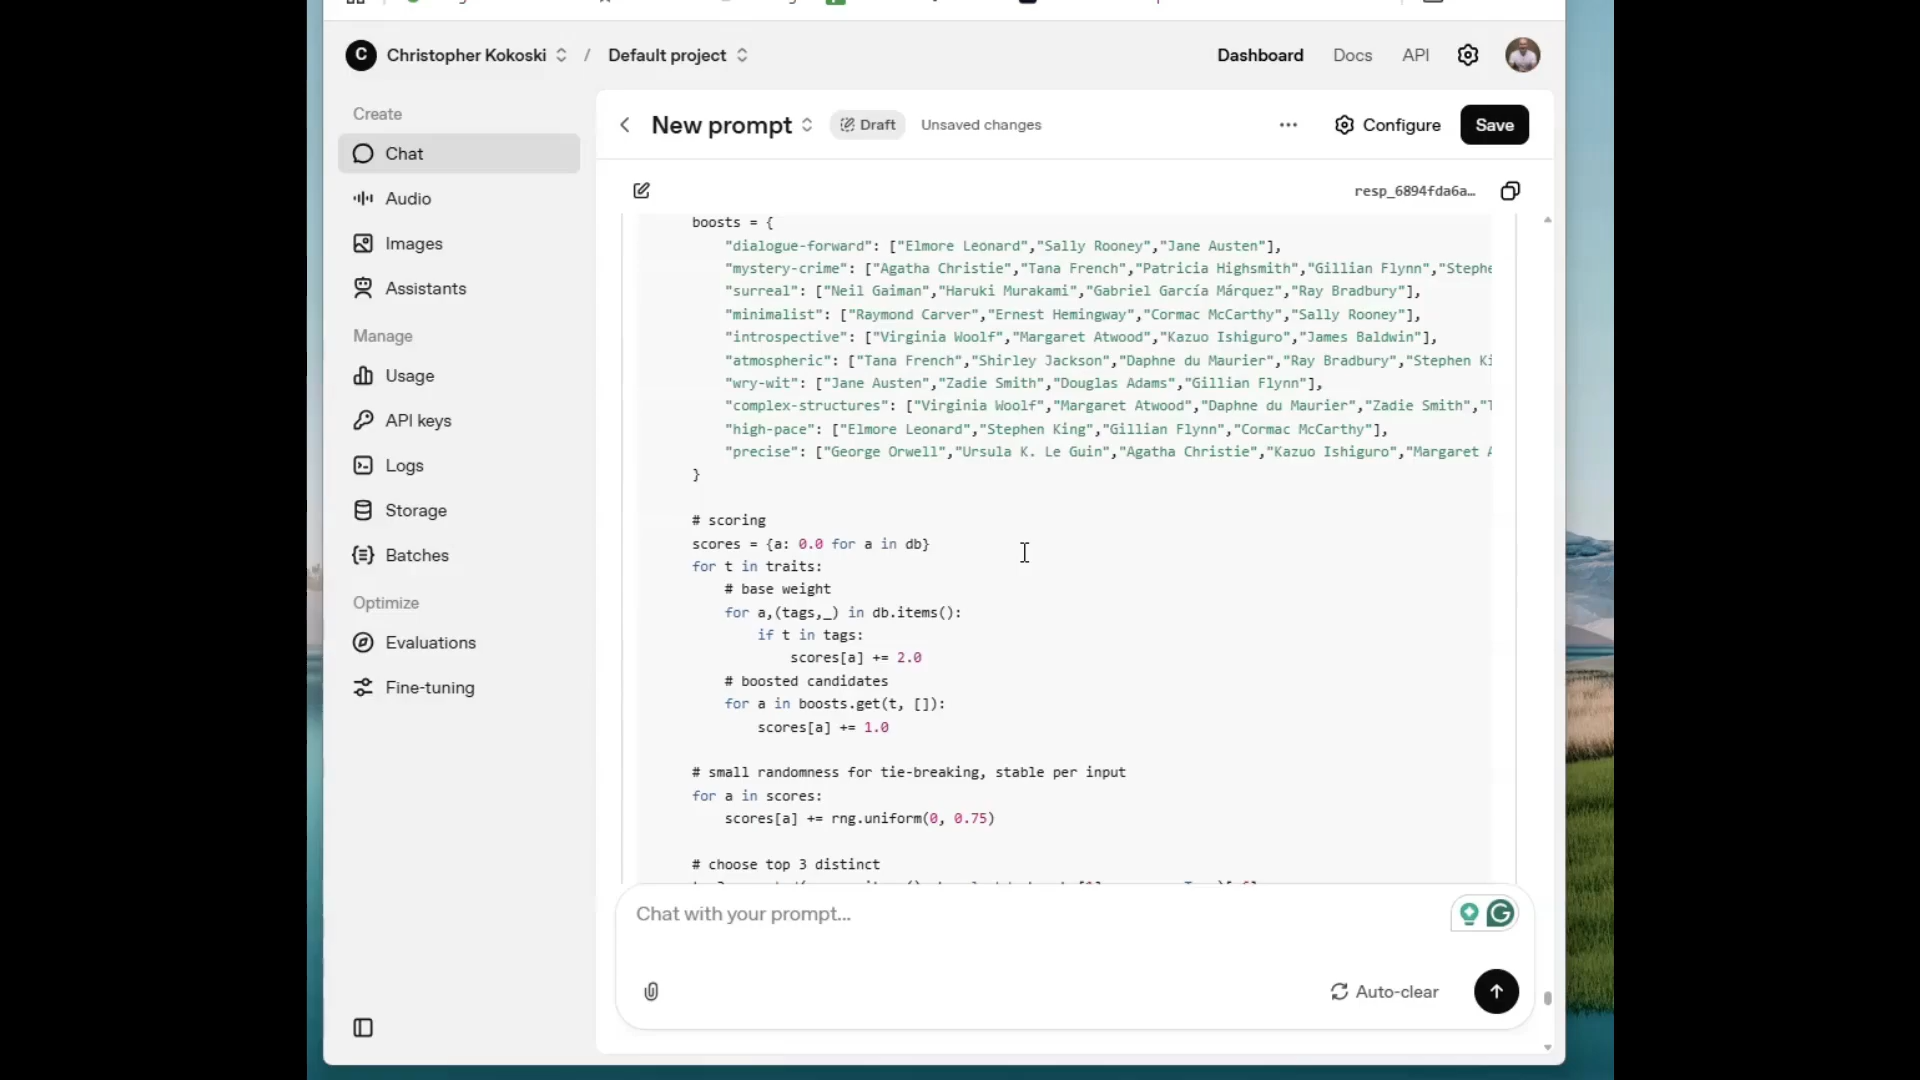 C Christopher Kokoski / Default project
Dashboard Docs API
Create
Chat
Audio
Images
Assistants
Manage
Usage
API keys
Logs
Storage
Batches
Optimize
Evaluations
Fine-tuning
New prompt Draft Unsaved changes ... Configure Save
resp_6894fda6a…
boosts = {
"dialogue-forward": ["Elmore Leonard","Sally Rooney","Jane Austen"],
"mystery-crime": ["Agatha Christie","Tana French","Patricia Highsmith","Gillian Flynn","Stephe
"surreal": ["Neil Gaiman","Haruki Murakami","Gabriel García Márquez","Ray Bradbury"],
"minimalist": ["Raymond Carver","Ernest Hemingway","Cormac McCarthy","Sally Rooney"],
"introspective": ["Virginia Woolf","Margaret Atwood","Kazuo Ishiguro","James Baldwin"],
"atmospheric": ["Tana French","Shirley Jackson","Daphne du Maurier","Ray Bradbury","Stephen Ki
"wry-wit": ["Jane Austen","Zadie Smith","Douglas Adams","Gillian Flynn"],
"complex-structures": ["Virginia Woolf","Margaret Atwood","Daphne du Maurier","Zadie Smith","
"high-pace": ["Elmore Leonard","Stephen King","Gillian Flynn","Cormac McCarthy"],
"precise": ["George Orwell","Ursula K. Le Guin","Agatha Christie","Kazuo Ishiguro","Margaret
}
# scoring
scores = {a: 0.0 for a in db}
for t in traits:
# base weight
for a,(tags,_) in db.items():
if t in tags:
scores[a] += 2.0
# boosted candidates
for a in boosts.get(t, []):
scores[a] += 1.0
# small randomness for tie-breaking, stable per input
for a in scores:
scores[a] += rng.uniform(0, 0.75)
# choose top 3 distinct
Chat with your prompt...
Auto-clear